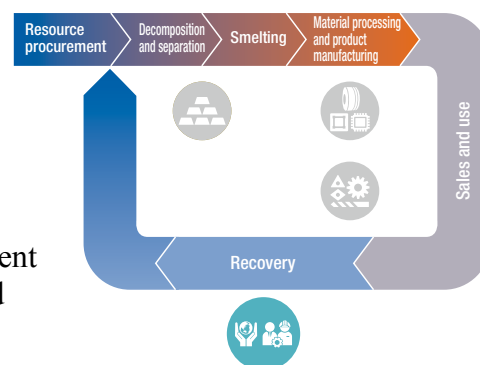 Resource
procurement
Decomposition
and separation
Smelting
Material processing
and product
manufacturing
Sales and use
Recovery
ent